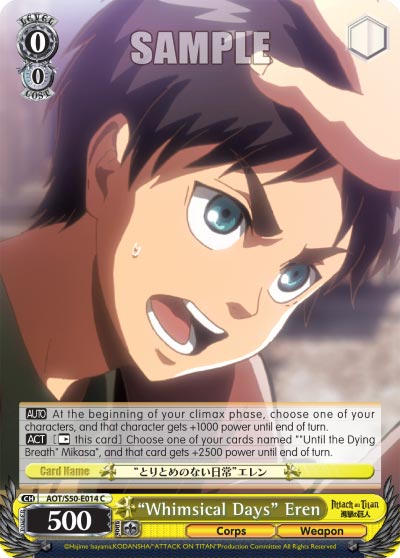 LEVEL
0
0
COST
SAMPLE
AUTO At the beginning of your climax phase, choose one of your
characters, and that character gets +1000 power until end of turn.
ACT [ this card] Choose one of your cards named ""Until the Dying
Breath" Mikasa", and that card gets +2500 power until end of turn.
Card Name
“とりとめのない日常”エレン
CH AOT/S50-E014 C
500
“Whimsical Days” Eren
Attack on Titan
進撃の巨人
Corps
Weapon
©Hajime Isayama,KODANSHA/"ATTACK ON TITAN"Production Committee All Rights Reserved